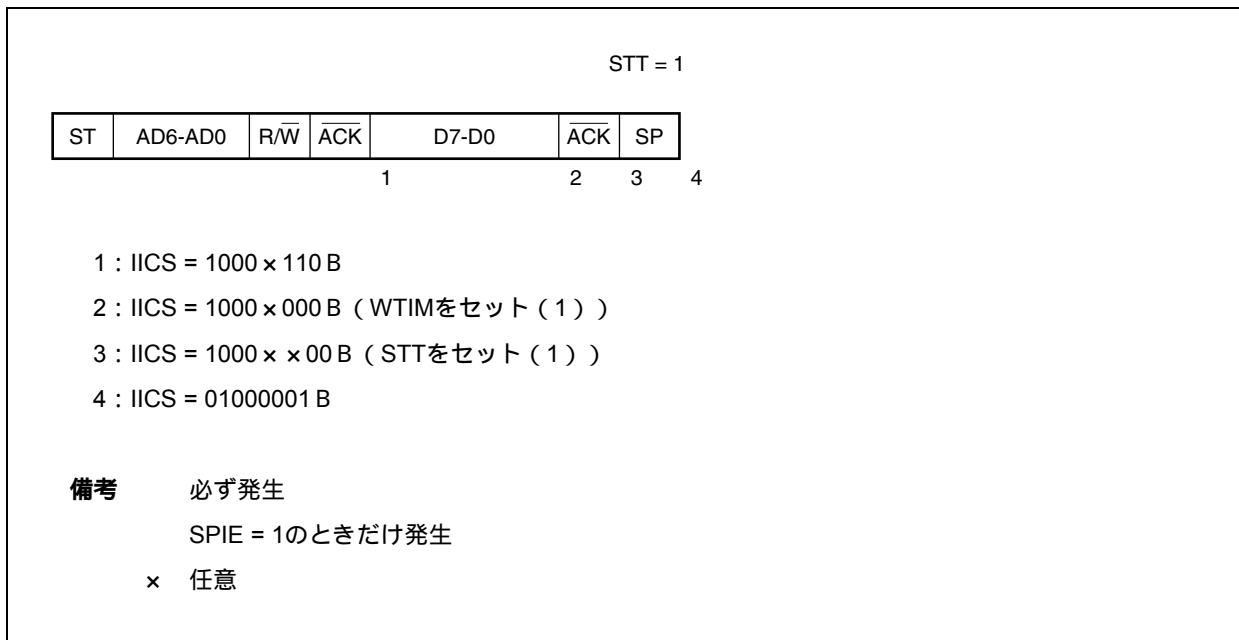 STT = 1
ST AD6-AD0 R/W̅ A̅C̅K̅ D7-D0 A̅C̅K̅ SP
1 2 3 4
1：IICS = 1000×110 B
2：IICS = 1000×000 B（WTIMをセット（1））
3：IICS = 1000××00 B（STTをセット（1））
4：IICS = 01000001 B
備考 必ず発生
SPIE = 1のときだけ発生
× 任意